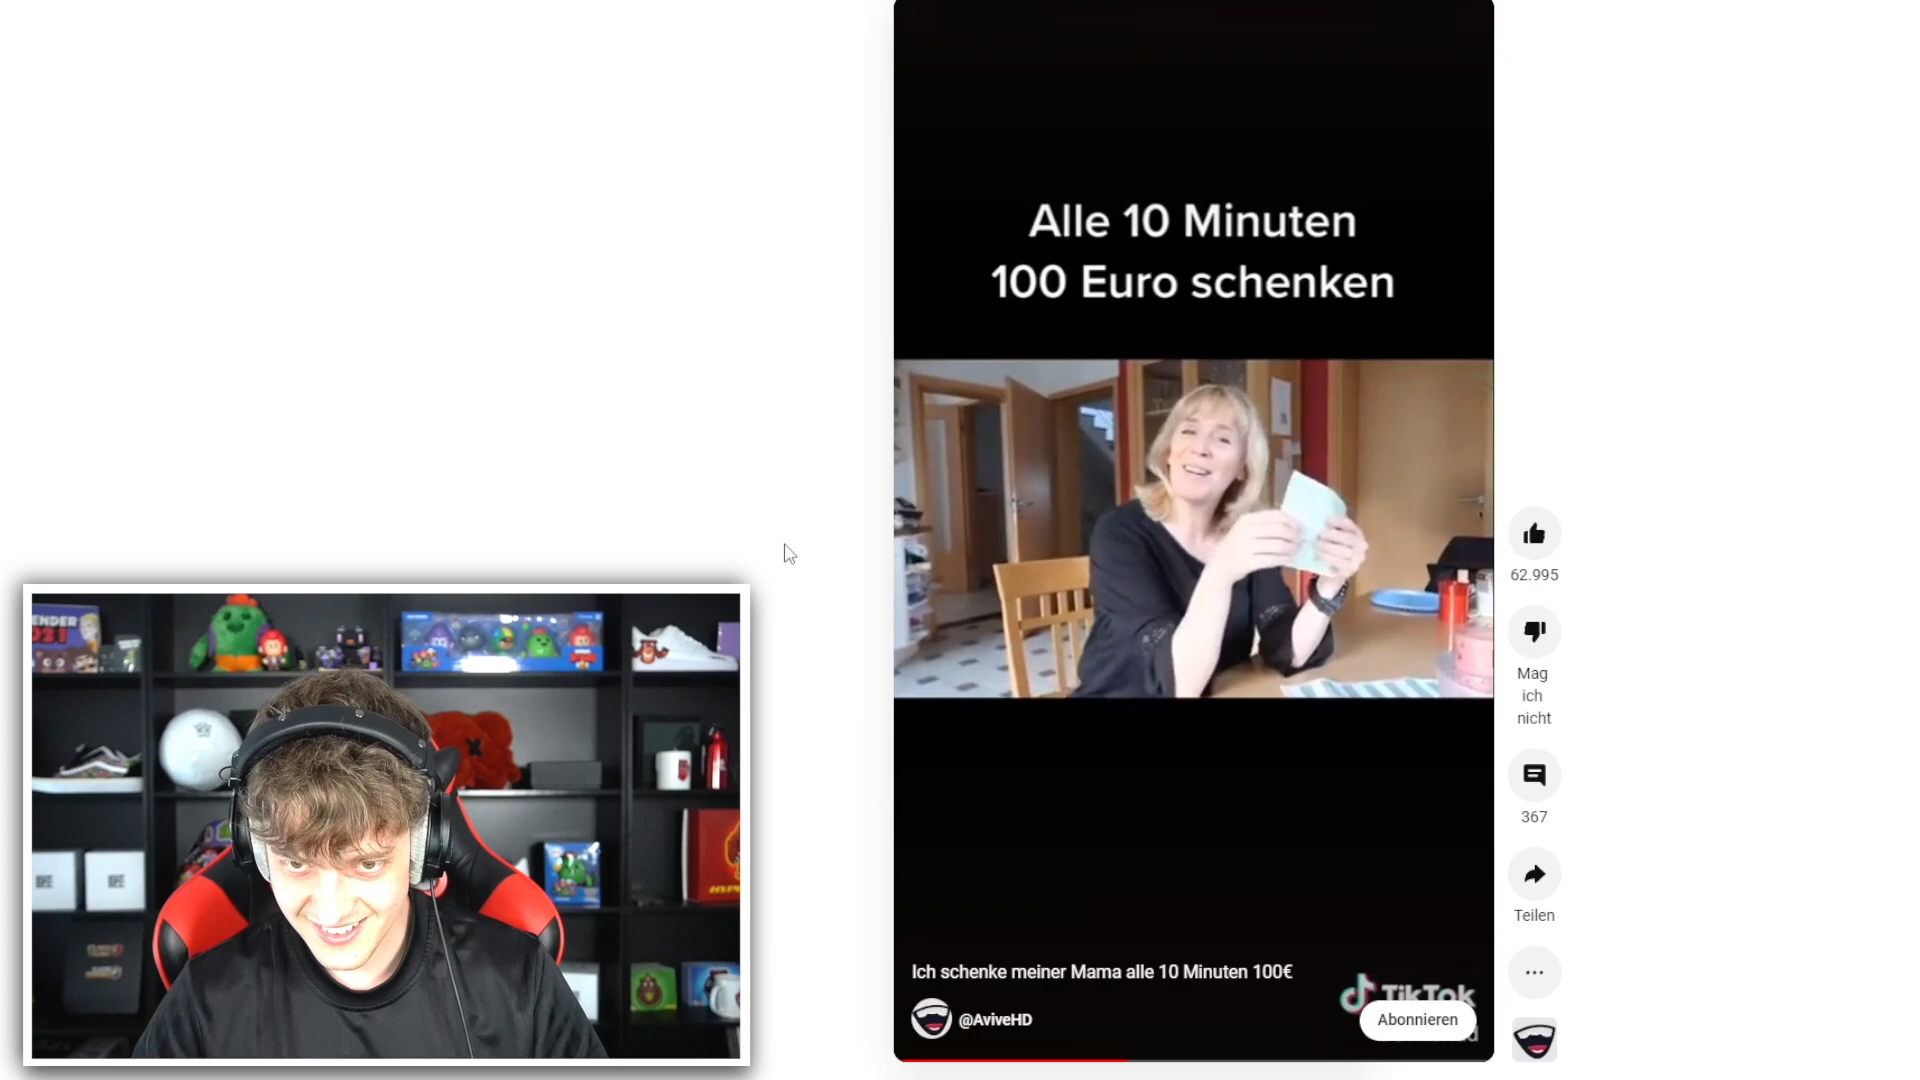 Alle 10 Minuten
100 Euro schenken
62.995
Mag
ich
nicht
367
Teilen
Ich schenke meiner Mama alle 10 Minuten 100€
TikTok
@AviveHD
Abonnieren